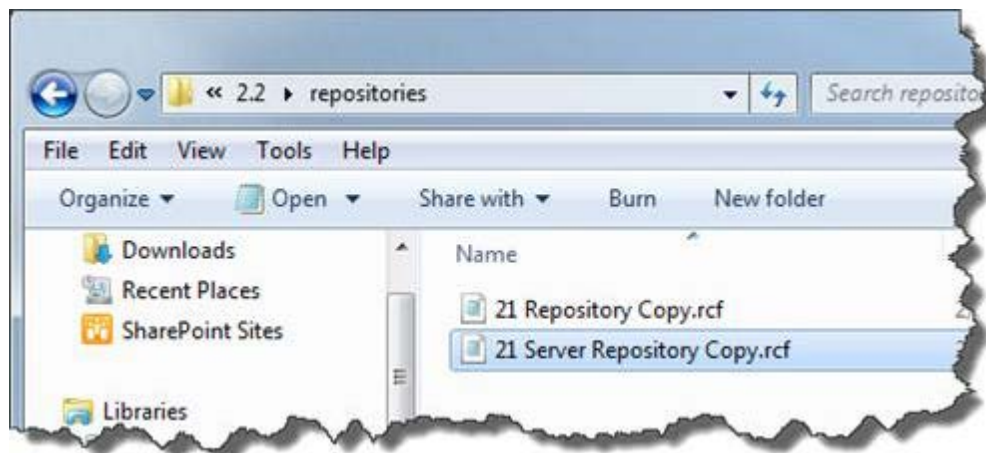 « 2.2 ▸ repositories
Search
File Edit View Tools Help
Organize Open Share with Burn New folder
Downloads
Recent Places
SharePoint Sites
Libraries
Name
21 Repository Copy.rcf
21 Server Repository Copy.rcf